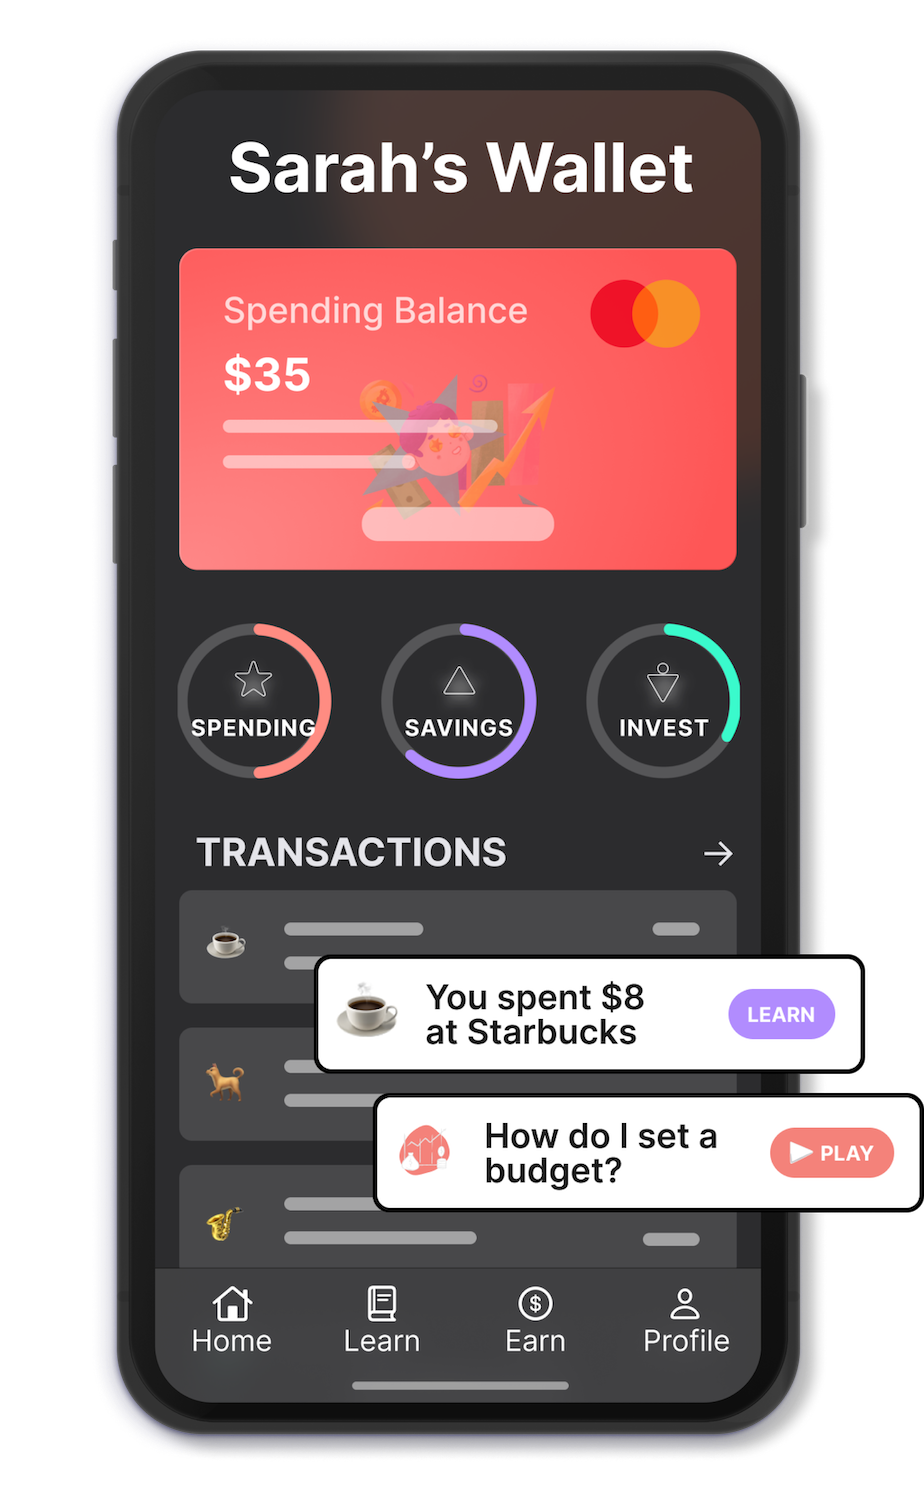 Sarah’s Wallet
Spending Balance
$35
SPENDING
SAVINGS
INVEST
TRANSACTIONS
You spent $8
at Starbucks
LEARN
How do I set a
budget?
PLAY
Home
Learn
Earn
Profile